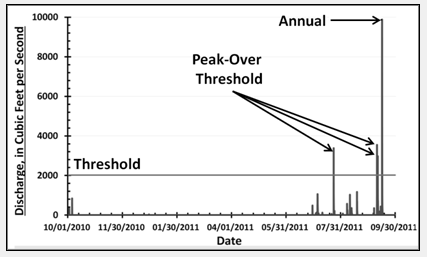 10000
Annual
8000
Peak-Over
Threshold
6000
4000
Threshold
2000
0
10/01/2010 11/30/2010 01/30/2011 04/01/2011 05/31/2011 07/31/2011 09/30/2011
Date
Discharge, in Cubic Feet per Second